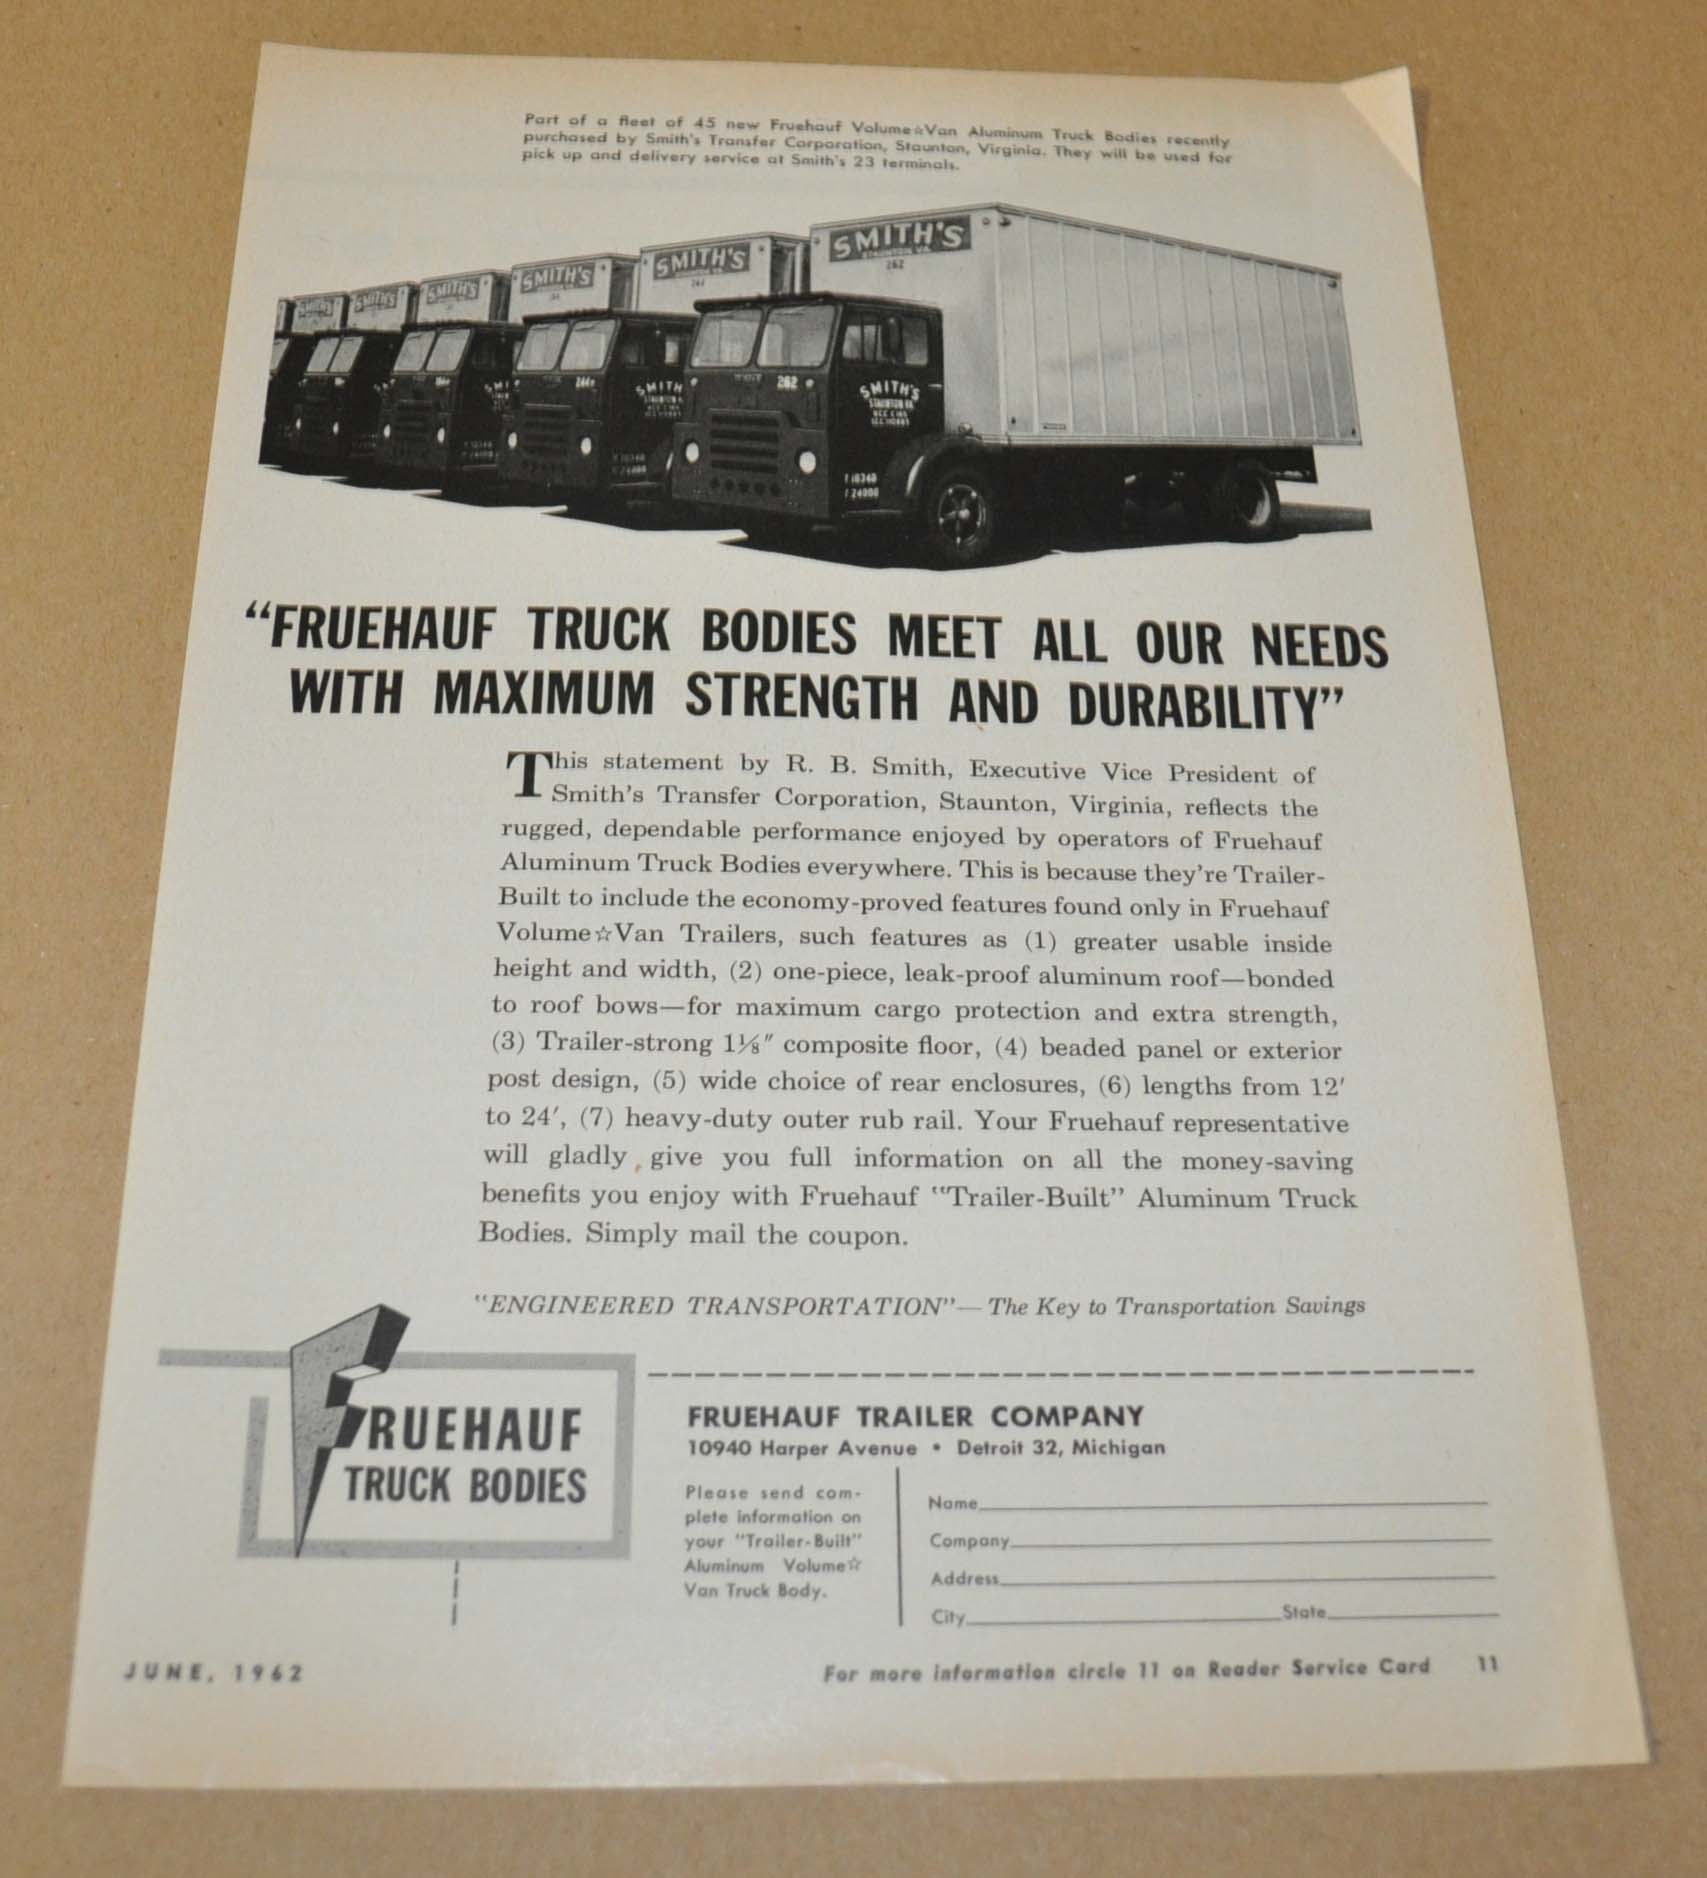 Part of a fleet of 45 new Fruehauf Volume☆Van Aluminum Truck Bodies recently
purchased by Smith's Transfer Corporation, Staunton, Virginia. They will be used for
pick up and delivery service at Smith's 23 terminals.
SMITH'S
SMITH'S
SMITH'S
SMITH'S
SMITH'S
SMITH'S
STAUNTON VA.
262
244
262
SMITH'S
STAUNTON VA.
SMITH
"FRUEHAUF TRUCK BODIES MEET ALL OUR NEEDS
WITH MAXIMUM STRENGTH AND DURABILITY"
This statement by R. B. Smith, Executive Vice President of
Smith's Transfer Corporation, Staunton, Virginia, reflects the
rugged, dependable performance enjoyed by operators of Fruehauf
Aluminum Truck Bodies everywhere. This is because they're Trailer-
Built to include the economy-proved features found only in Fruehauf
Volume☆Van Trailers, such features as (1) greater usable inside
height and width, (2) one-piece, leak-proof aluminum roof—bonded
to roof bows—for maximum cargo protection and extra strength,
(3) Trailer-strong 1⅛″ composite floor, (4) beaded panel or exterior
post design, (5) wide choice of rear enclosures, (6) lengths from 12′
to 24′, (7) heavy-duty outer rub rail. Your Fruehauf representative
will gladly give you full information on all the money-saving
benefits you enjoy with Fruehauf "Trailer-Built" Aluminum Truck
Bodies. Simply mail the coupon.
"ENGINEERED TRANSPORTATION"—The Key to Transportation Savings
FRUEHAUF
TRUCK BODIES
FRUEHAUF TRAILER COMPANY
10940 Harper Avenue • Detroit 32, Michigan
Please send com-
plete information on
your "Trailer-Built"
Aluminum Volume☆
Van Truck Body.
Name
Company
Address
City State
JUNE, 1962
For more information circle 11 on Reader Service Card 11